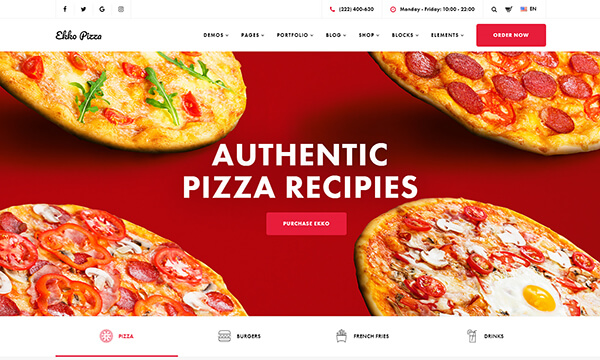 (222) 400-630 Monday - Friday: 10:00 - 22:00 EN
Ekko Pizza DEMOS PAGES PORTFOLIO BLOG SHOP BLOCKS ELEMENTS ORDER NOW
AUTHENTIC
PIZZA RECIPIES
PURCHASE EKKO
PIZZA BURGERS FRENCH FRIES DRINKS